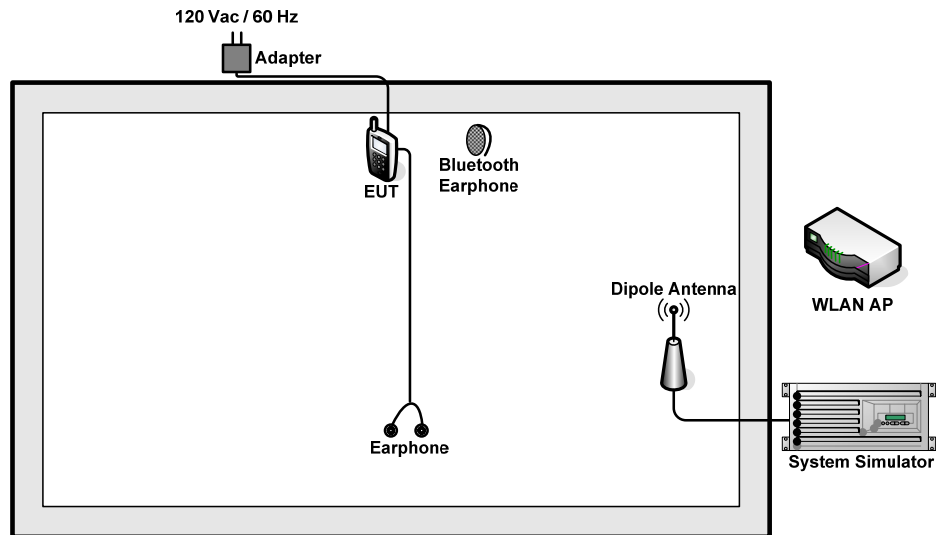 120 Vac / 60 Hz
Adapter
EUT
Bluetooth
Earphone
Dipole Antenna
WLAN AP
Earphone
System Simulator